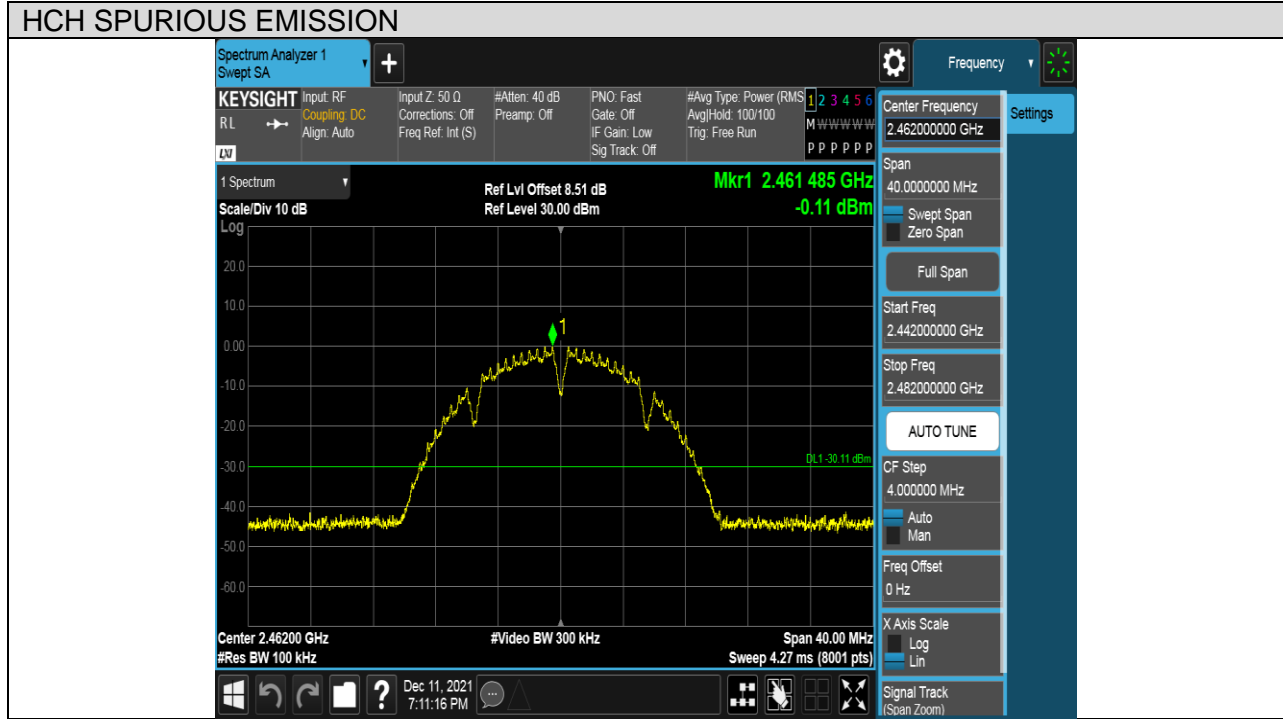 HCH SPURIOUS EMISSION
Spectrum Analyzer 1
Swept SA
+
Frequency
KEYSIGHT
RL
LXI
Input: RF
Coupling: DC
Align: Auto
Input Z: 50 Ω
Corrections: Off
Freq Ref: Int (S)
#Atten: 40 dB
Preamp: Off
PNO: Fast
Gate: Off
IF Gain: Low
Sig Track: Off
#Avg Type: Power (RMS
Avg|Hold: 100/100
Trig: Free Run
1 2 3 4 5 6
M W W W W W
P P P P P P
1 Spectrum
Scale/Div 10 dB
Ref Lvl Offset 8.51 dB
Ref Level 30.00 dBm
Mkr1 2.461 485 GHz
-0.11 dBm
Log
20.0
10.0
0.00
-10.0
-20.0
-30.0
-40.0
-50.0
-60.0
1
DL1 -30.11 dBm
Center 2.46200 GHz
#Res BW 100 kHz
#Video BW 300 kHz
Span 40.00 MHz
Sweep 4.27 ms (8001 pts)
?
Dec 11, 2021
7:11:16 PM
Center Frequency
2.462000000 GHz
Settings
Span
40.0000000 MHz
Swept Span
Zero Span
Full Span
Start Freq
2.442000000 GHz
Stop Freq
2.482000000 GHz
AUTO TUNE
CF Step
4.000000 MHz
Auto
Man
Freq Offset
0 Hz
X Axis Scale
Log
Lin
Signal Track
(Span Zoom)